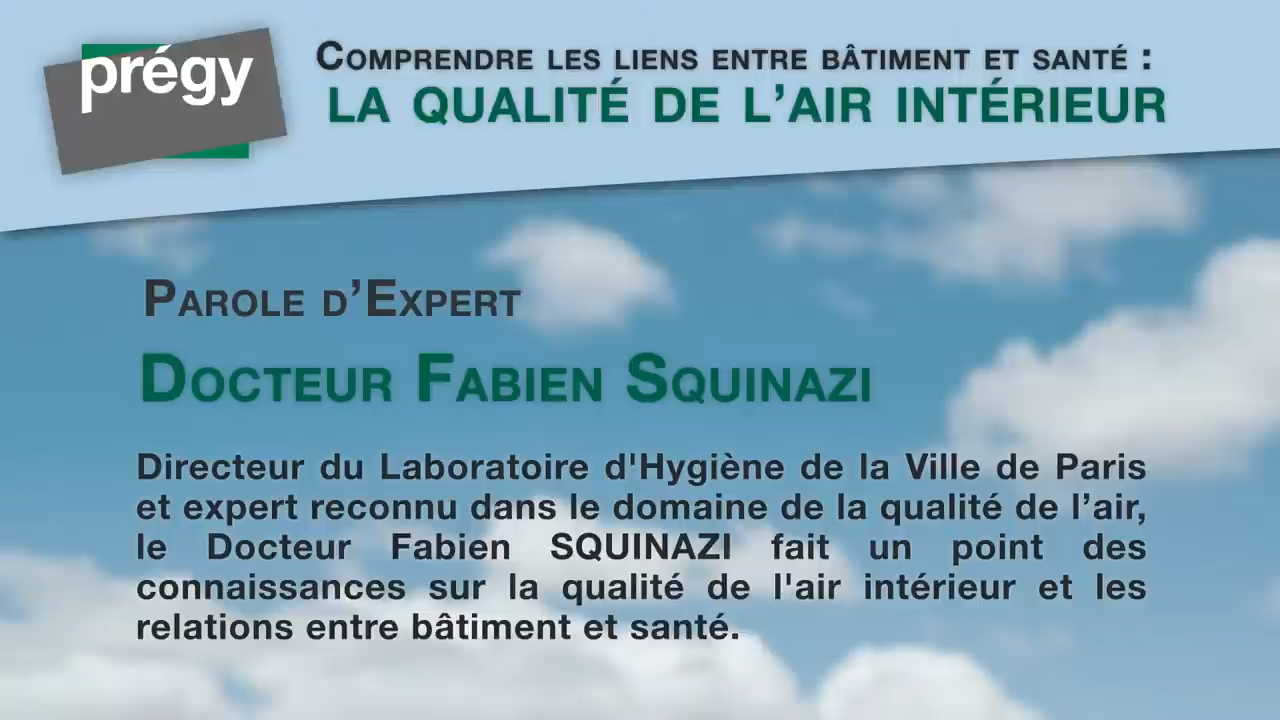 prégy
Comprendre les liens entre bâtiment et santé :
LA QUALITÉ DE L'AIR INTÉRIEUR
Parole d'Expert
Docteur Fabien Squinazi
Directeur du Laboratoire d'Hygiène de la Ville de Paris
et expert reconnu dans le domaine de la qualité de l’air,
le Docteur Fabien SQUINAZI fait un point des
connaissances sur la qualité de l'air intérieur et les
relations entre bâtiment et santé.